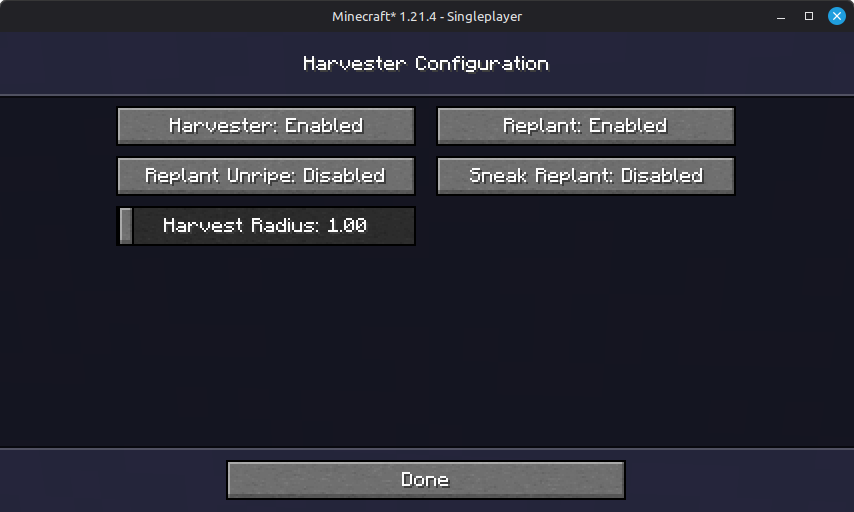 Minecraft* 1.21.4 - Singleplayer
Harvester Configuration
Harvester: Enabled
Replant: Enabled
Replant Unripe: Disabled
Sneak Replant: Disabled
Harvest Radius: 1.00
Done